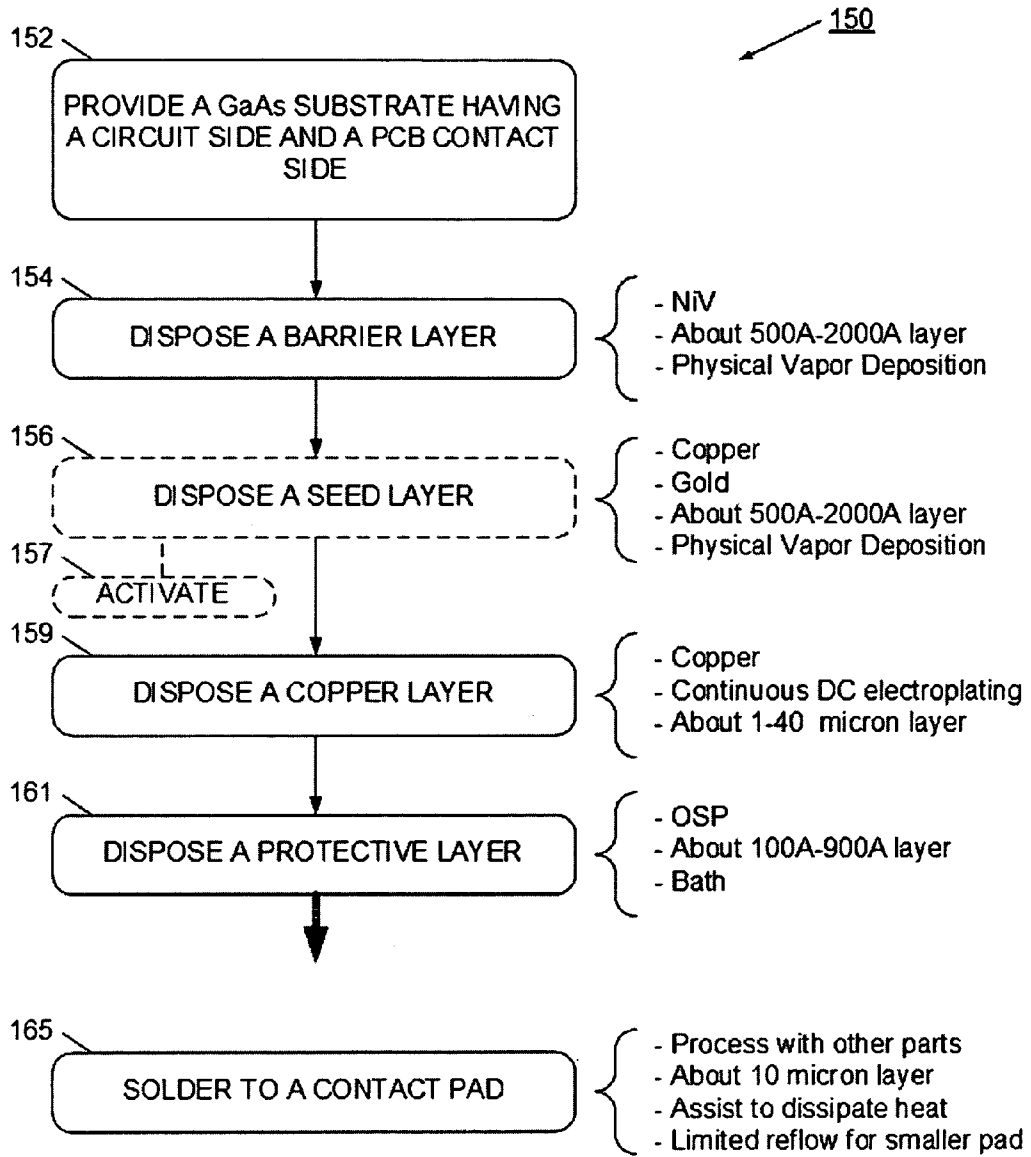 150
152
PROVIDE A GaAs SUBSTRATE HAVING
A CIRCUIT SIDE AND A PCB CONTACT
SIDE
154
DISPOSE A BARRIER LAYER
- NiV
- About 500A-2000A layer
- Physical Vapor Deposition
156
DISPOSE A SEED LAYER
- Copper
- Gold
- About 500A-2000A layer
- Physical Vapor Deposition
157
ACTIVATE
159
DISPOSE A COPPER LAYER
- Copper
- Continuous DC electroplating
- About 1-40 micron layer
161
DISPOSE A PROTECTIVE LAYER
- OSP
- About 100A-900A layer
- Bath
165
SOLDER TO A CONTACT PAD
- Process with other parts
- About 10 micron layer
- Assist to dissipate heat
- Limited reflow for smaller pad